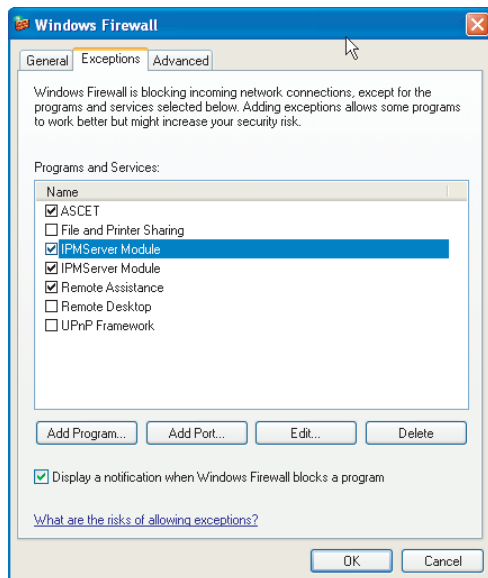 Windows Firewall
General Exceptions Advanced
Windows Firewall is blocking incoming network connections, except for the
programs and services selected below. Adding exceptions allows some programs
to work better but might increase your security risk.
Programs and Services:
Name
ASCET
File and Printer Sharing
IPMServer Module
IPMServer Module
Remote Assistance
Remote Desktop
UPnP Framework
Add Program... Add Port... Edit... Delete
Display a notification when Windows Firewall blocks a program
What are the risks of allowing exceptions?
OK Cancel